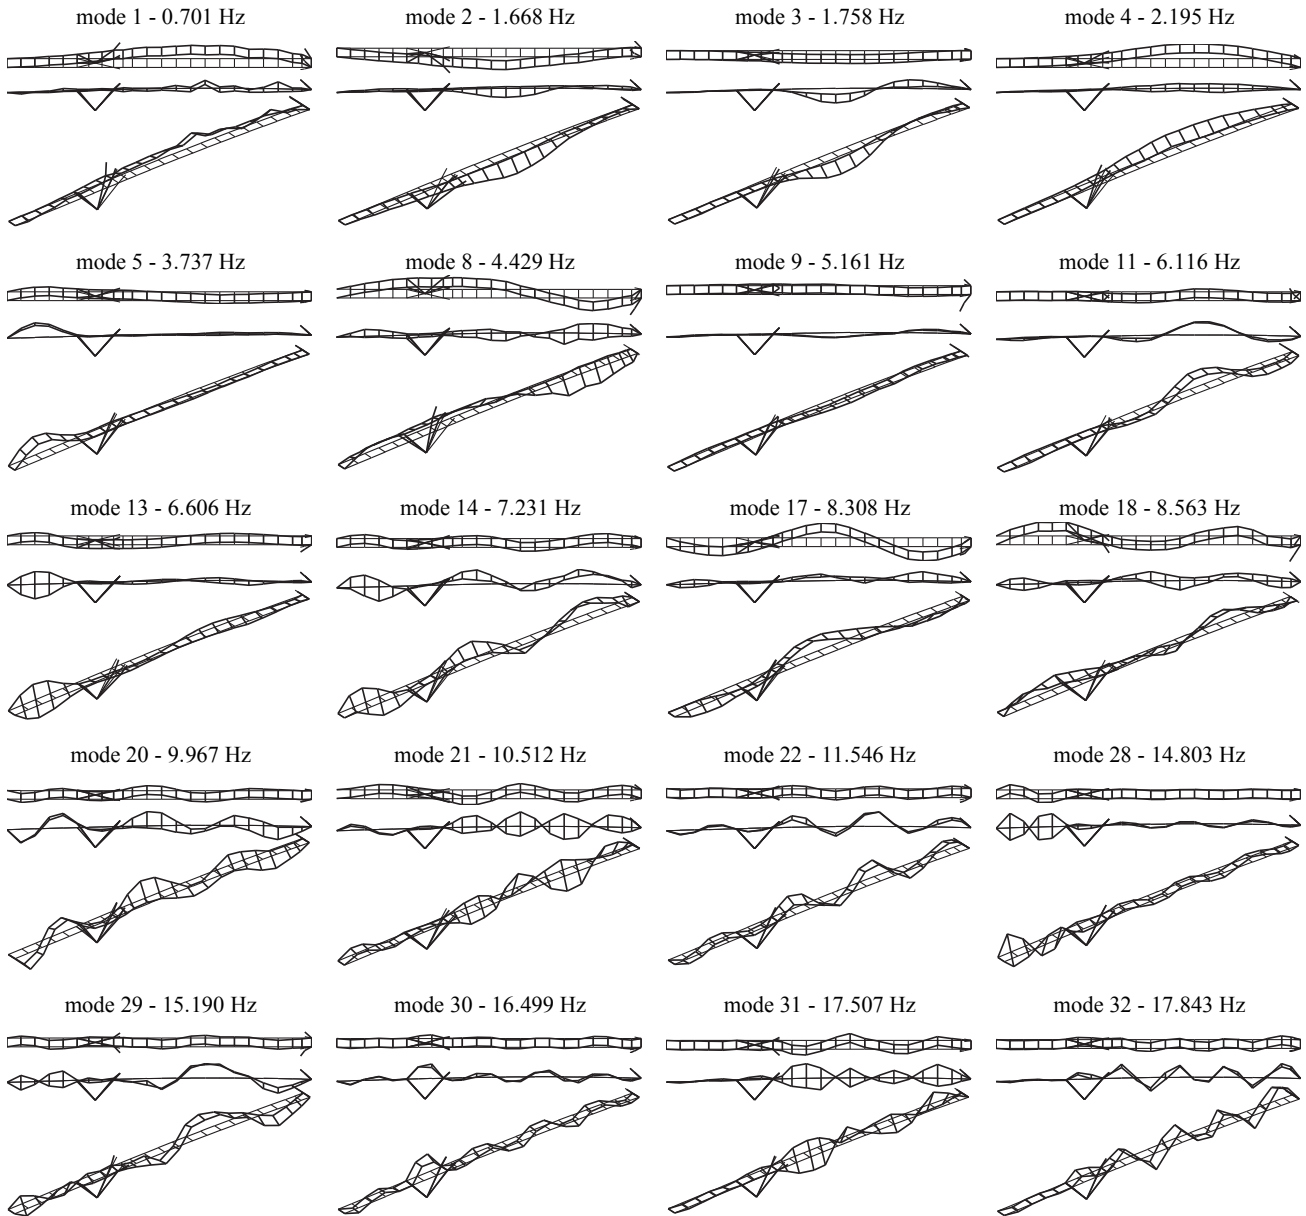 mode 1 - 0.701 Hz
mode 2 - 1.668 Hz
mode 3 - 1.758 Hz
mode 4 - 2.195 Hz
mode 5 - 3.737 Hz
mode 8 - 4.429 Hz
mode 9 - 5.161 Hz
mode 11 - 6.116 Hz
mode 13 - 6.606 Hz
mode 14 - 7.231 Hz
mode 17 - 8.308 Hz
mode 18 - 8.563 Hz
mode 20 - 9.967 Hz
mode 21 - 10.512 Hz
mode 22 - 11.546 Hz
mode 28 - 14.803 Hz
mode 29 - 15.190 Hz
mode 30 - 16.499 Hz
mode 31 - 17.507 Hz
mode 32 - 17.843 Hz